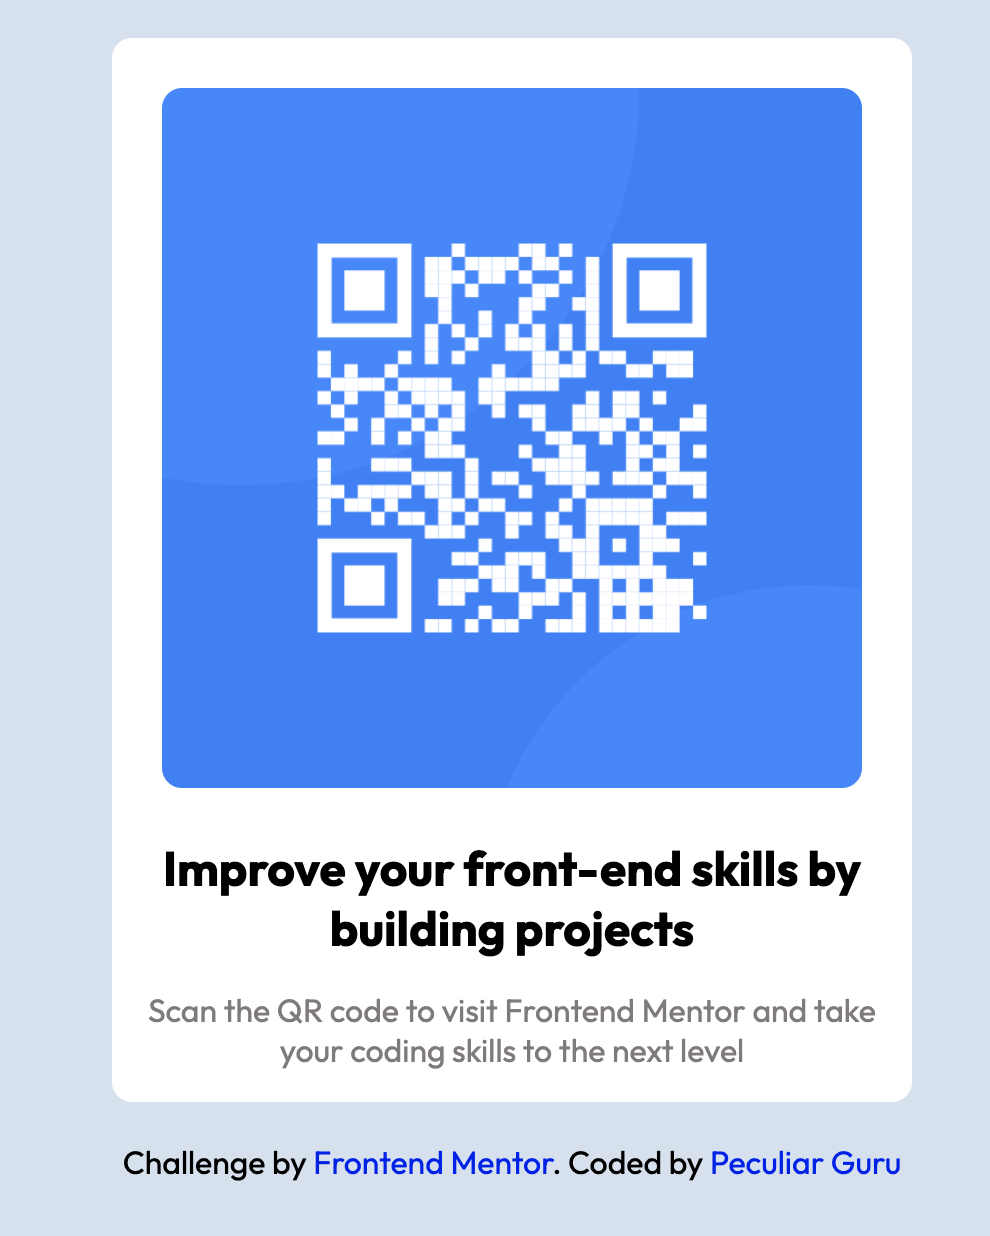 Improve your front-end skills by
building projects
Scan the QR code to visit Frontend Mentor and take
your coding skills to the next level
Challenge by Frontend Mentor. Coded by Peculiar Guru